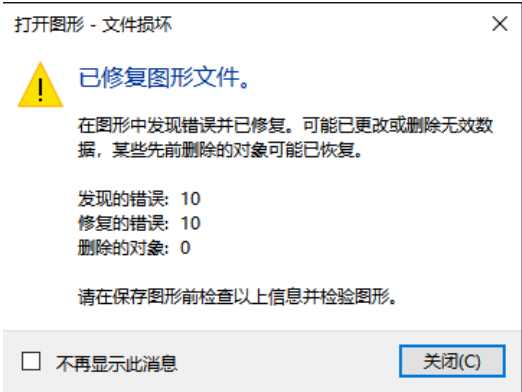 打开图形 - 文件损坏
已修复图形文件。
在图形中发现错误并已修复。可能已更改或删除无效数
据，某些先前删除的对象可能已恢复。
发现的错误: 10
修复的错误: 10
删除的对象: 0
请在保存图形前检查以上信息并检验图形。
不再显示此消息
关闭(C)